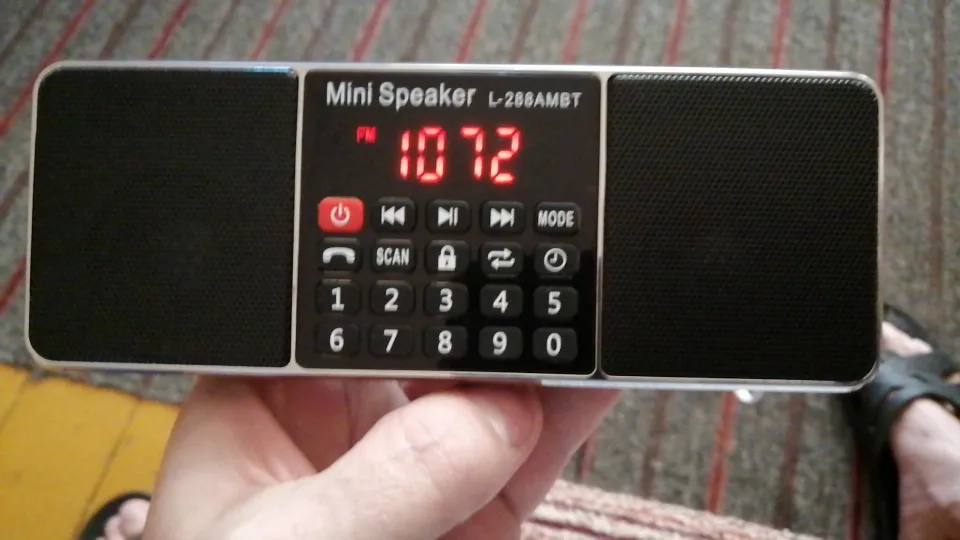 Mini Speaker L-288AMBT
FM 1072
MODE
SCAN
1 2 3 4 5
6 7 8 9 0